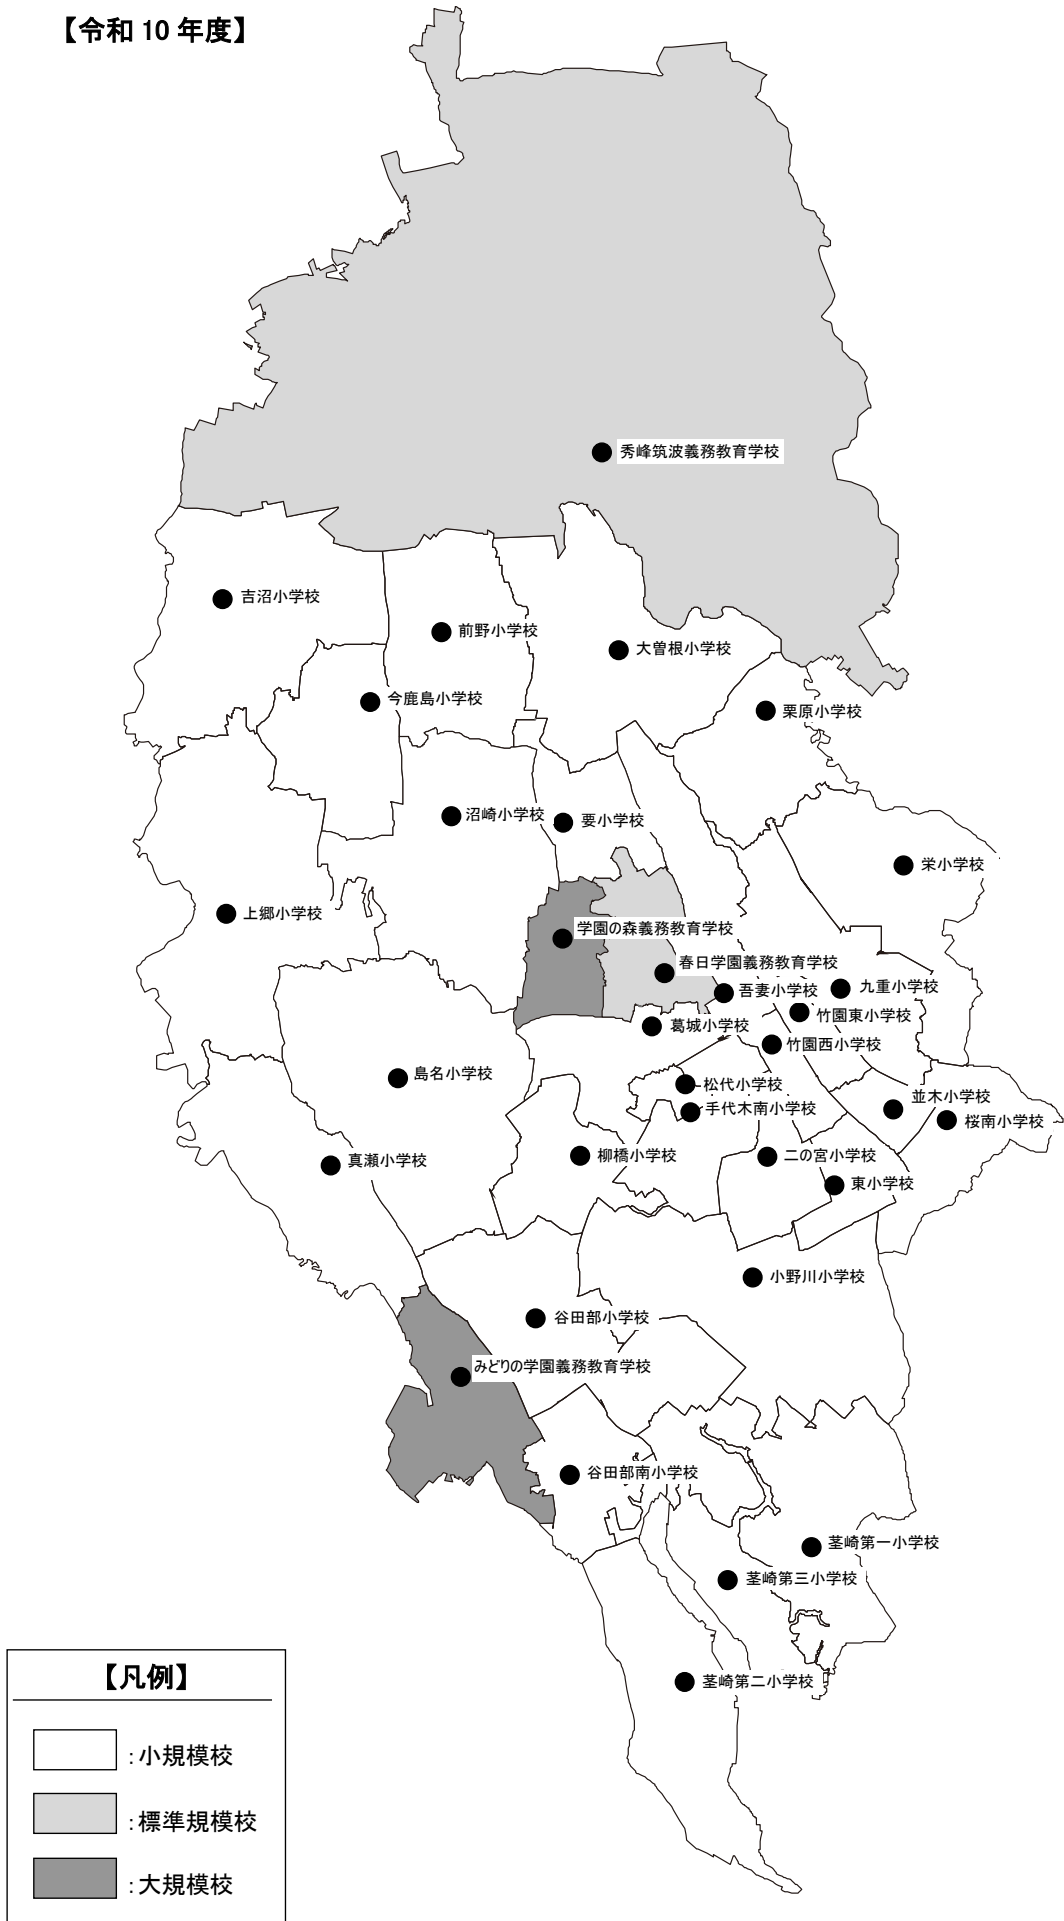 【令和 10 年度】
秀峰筑波義務教育学校
吉沼小学校
前野小学校
大曽根小学校
今鹿島小学校
栗原小学校
沼崎小学校
要小学校
栄小学校
上郷小学校
学園の森義務教育学校
春日学園義務教育学校
吾妻小学校
九重小学校
竹園東小学校
葛城小学校
竹園西小学校
島名小学校
松代小学校
手代木南小学校
並木小学校
桜南小学校
真瀬小学校
柳橋小学校
二の宮小学校
東小学校
小野川小学校
谷田部小学校
みどりの学園義務教育学校
谷田部南小学校
茎崎第一小学校
茎崎第三小学校
茎崎第二小学校
【凡例】
:小規模校
:標準規模校
:大規模校